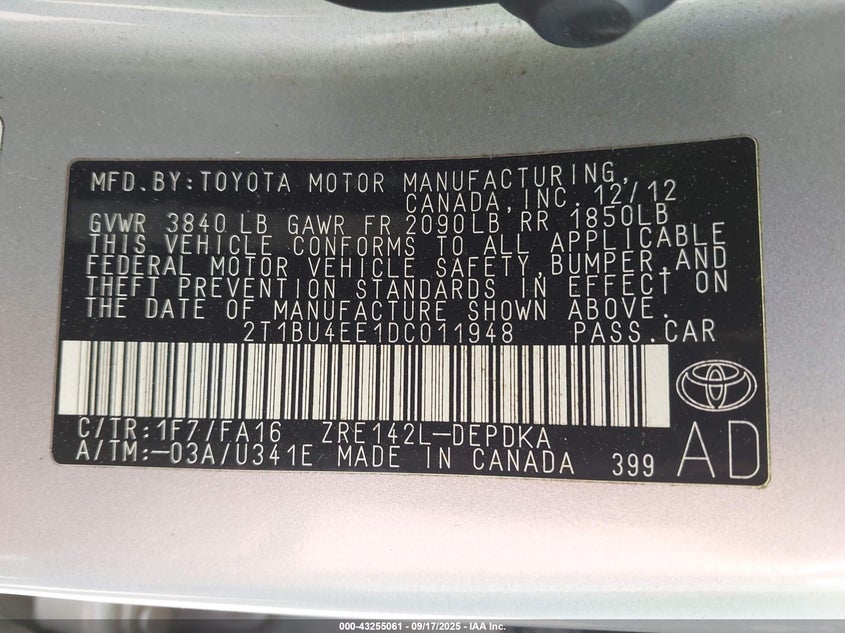 MFD.BY:TOYOTA MOTOR MANUFACTURING,
CANADA,INC. 12/12
GVWR 3840 LB GAWR FR 2090LB RR 1850LB
THIS VEHICLE CONFORMS TO ALL APPLICABLE
FEDERAL MOTOR VEHICLE SAFETY,BUMPER,AND
THEFT PREVENTION STANDARDS IN EFFECT ON
THE DATE OF MANUFACTURE SHOWN ABOVE.
2T1BU4EE1DC011948 PASS.CAR
C/TR:1F7/FA16 ZRE142L-DEPDKA
A/TM:-03A/U341E MADE IN CANADA 399 AD
000-43255061 - 09/17/2025 - IAA Inc.